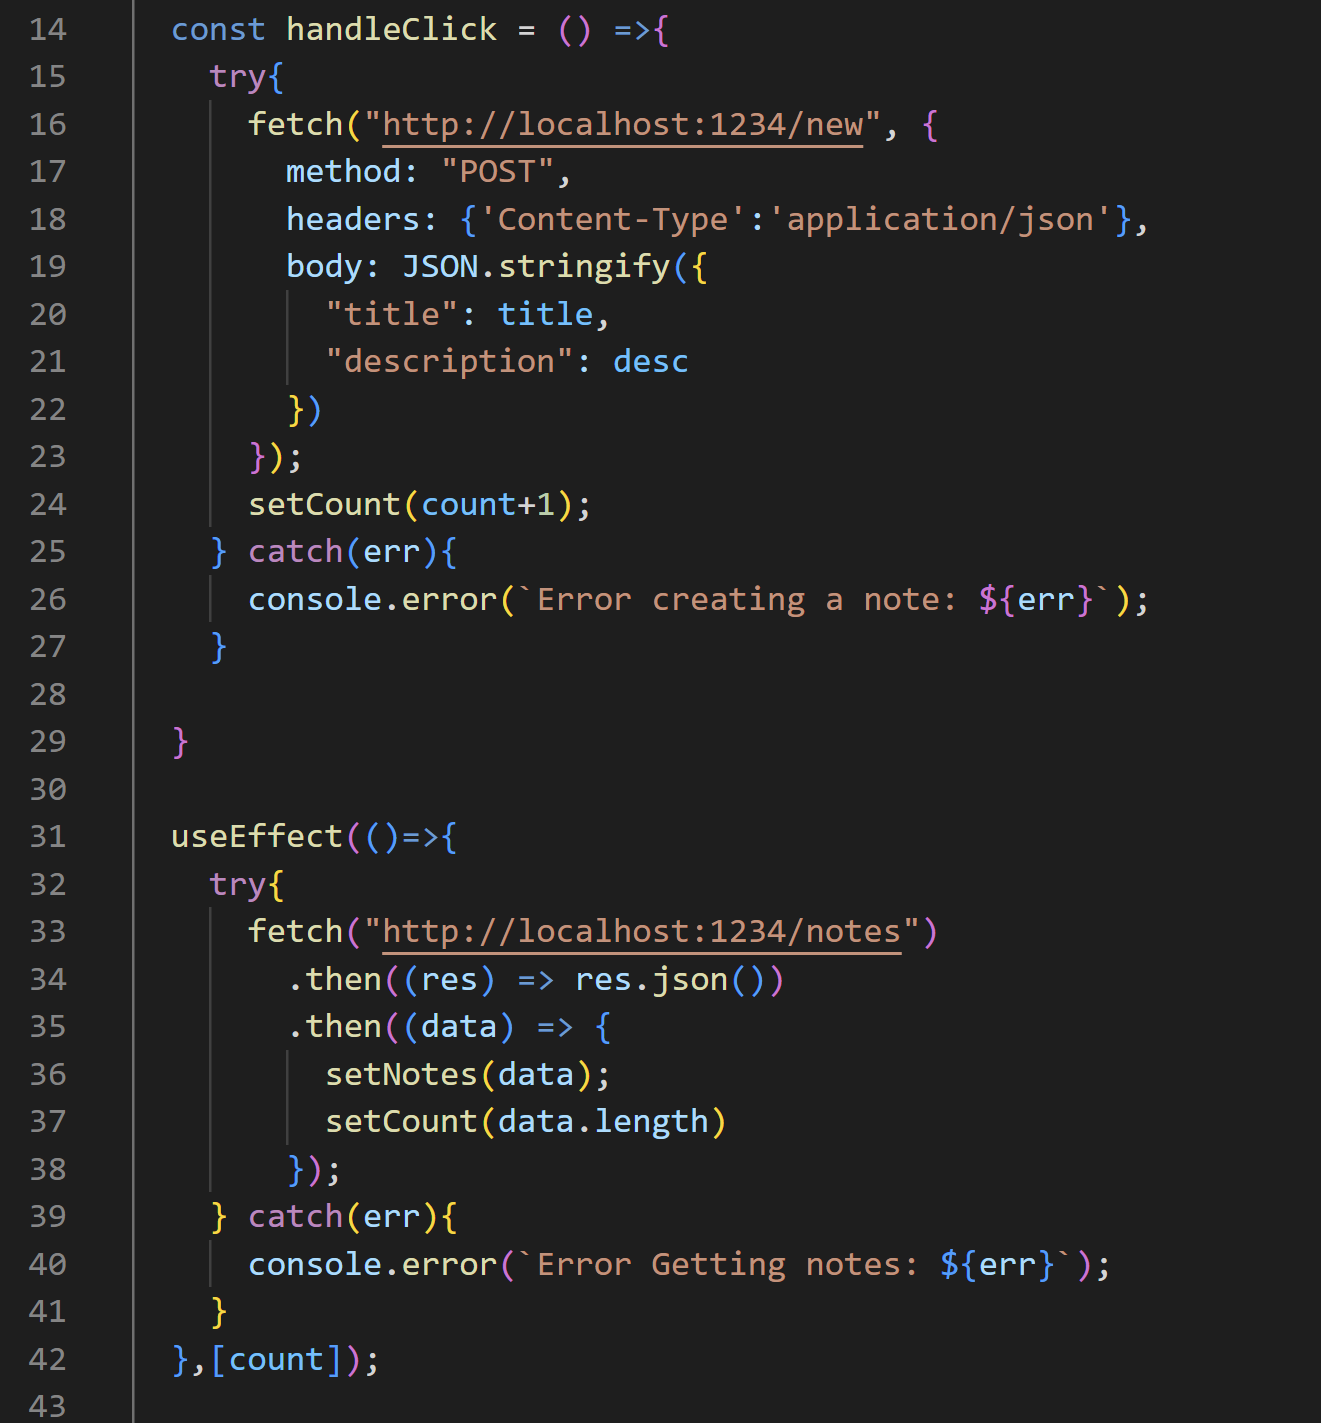 14 const handleClick = () =>{
15 try{
16 fetch("http://localhost:1234/new", {
17 method: "POST",
18 headers: {'Content-Type':'application/json'},
19 body: JSON.stringify({
20 "title": title,
21 "description": desc
22 })
23 });
24 setCount(count+1);
25 } catch(err){
26 console.error(`Error creating a note: ${err}`);
27 }
28
29 }
30
31 useEffect(()=>{
32 try{
33 fetch("http://localhost:1234/notes")
34 .then((res) => res.json())
35 .then((data) => {
36 setNotes(data);
37 setCount(data.length)
38 });
39 } catch(err){
40 console.error(`Error Getting notes: ${err}`);
41 }
42 },[count]);
43